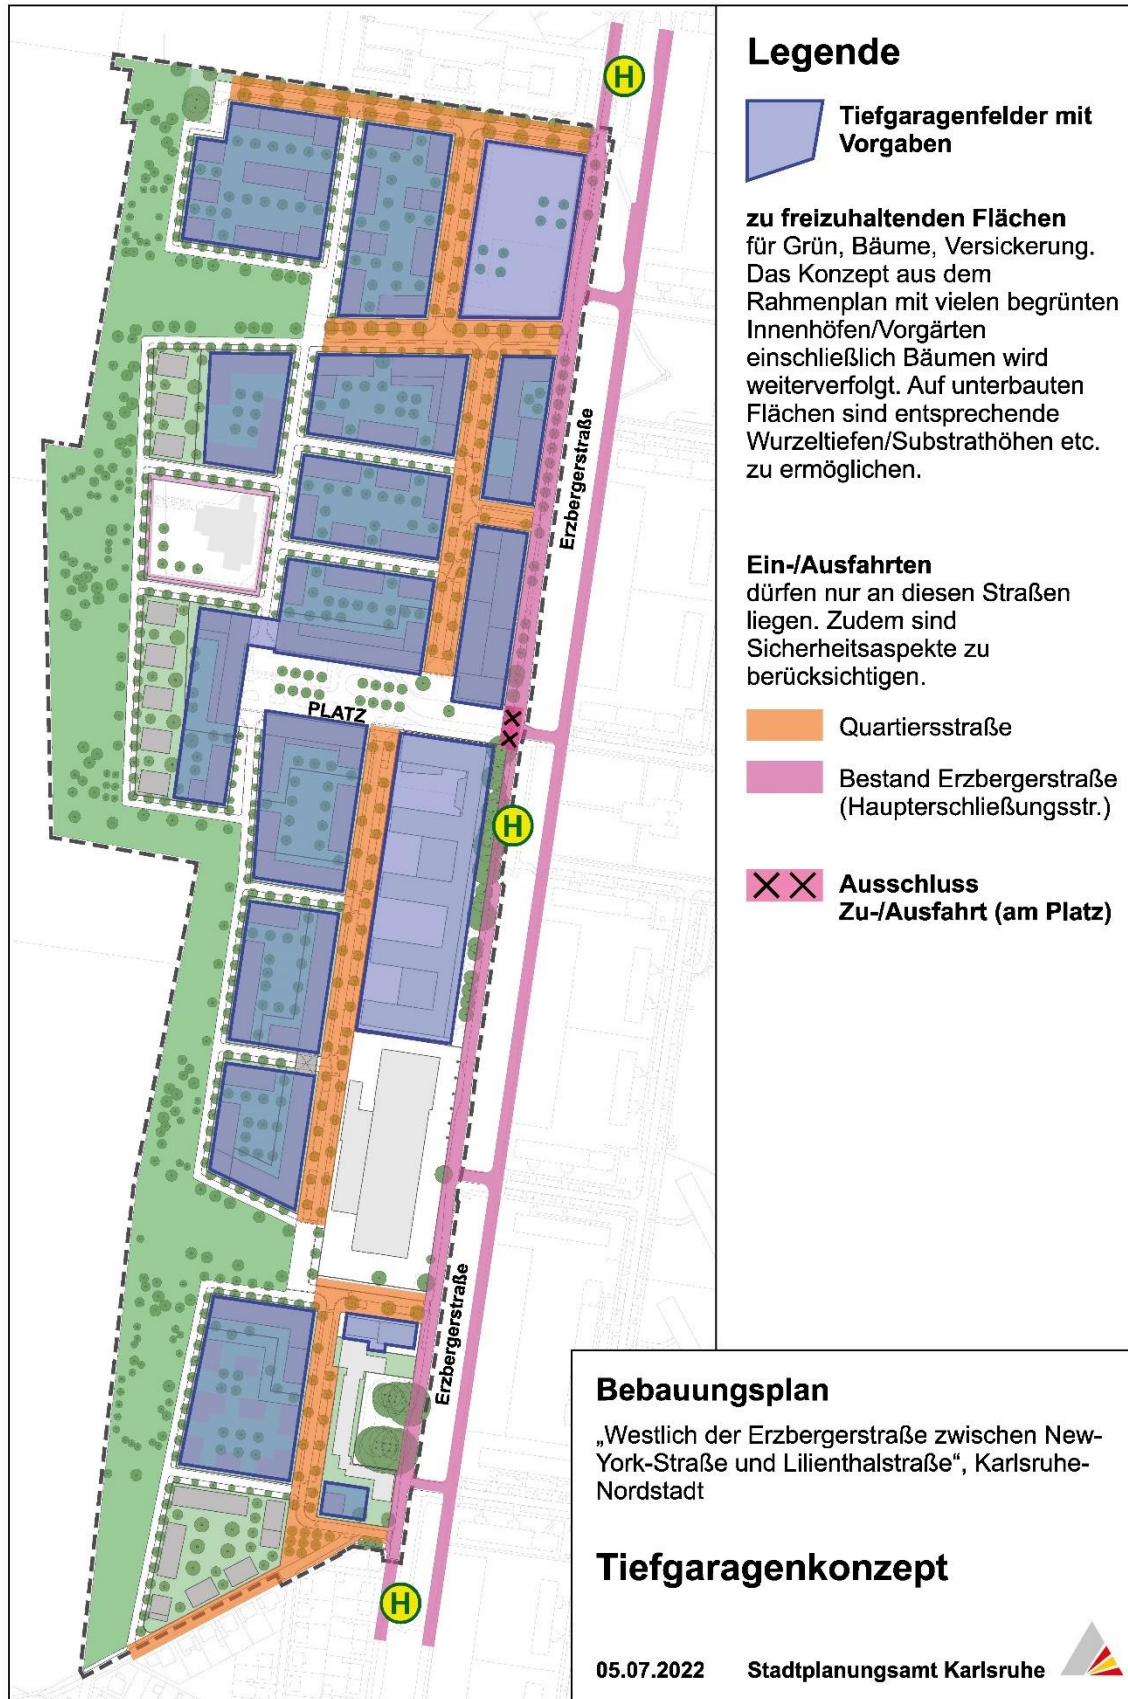 H
Erzbergerstraße
PLATZ
H
Erzbergerstraße
H
Legende
Tiefgaragenfelder mit
Vorgaben
zu freizuhaltenden Flächen
für Grün, Bäume, Versickerung.
Das Konzept aus dem
Rahmenplan mit vielen begrünten
Innenhöfen/Vorgärten
einschließlich Bäumen wird
weiterverfolgt. Auf unterbauten
Flächen sind entsprechende
Wurzeltiefen/Substrathöhen etc.
zu ermöglichen.
Ein-/Ausfahrten
dürfen nur an diesen Straßen
liegen. Zudem sind
Sicherheitsaspekte zu
berücksichtigen.
Quartiersstraße
Bestand Erzbergerstraße
(Haupterschließungsstr.)
Ausschluss
Zu-/Ausfahrt (am Platz)
Bebauungsplan
„Westlich der Erzbergerstraße zwischen New-
York-Straße und Lilienthalstraße“, Karlsruhe-
Nordstadt
Tiefgaragenkonzept
05.07.2022 Stadtplanungsamt Karlsruhe